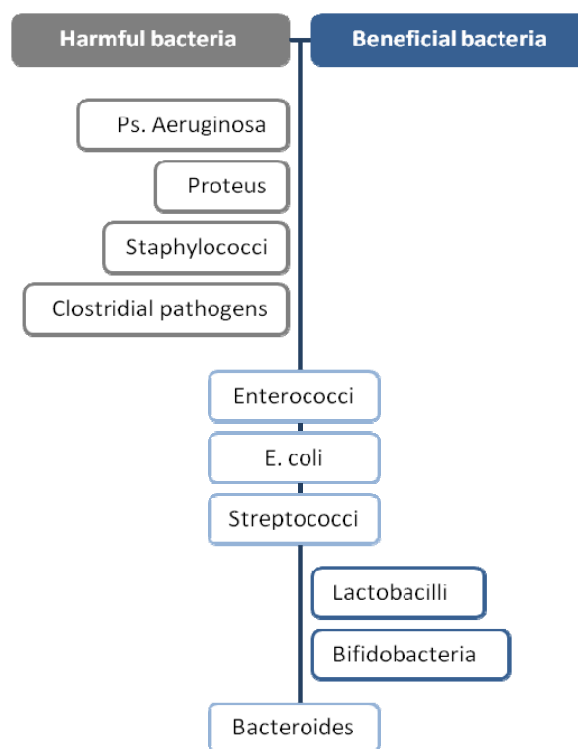 Harmful bacteria
Beneficial bacteria
Ps. Aeruginosa
Proteus
Staphylococci
Clostridial pathogens
Enterococci
E. coli
Streptococci
Lactobacilli
Bifidobacteria
Bacteroides